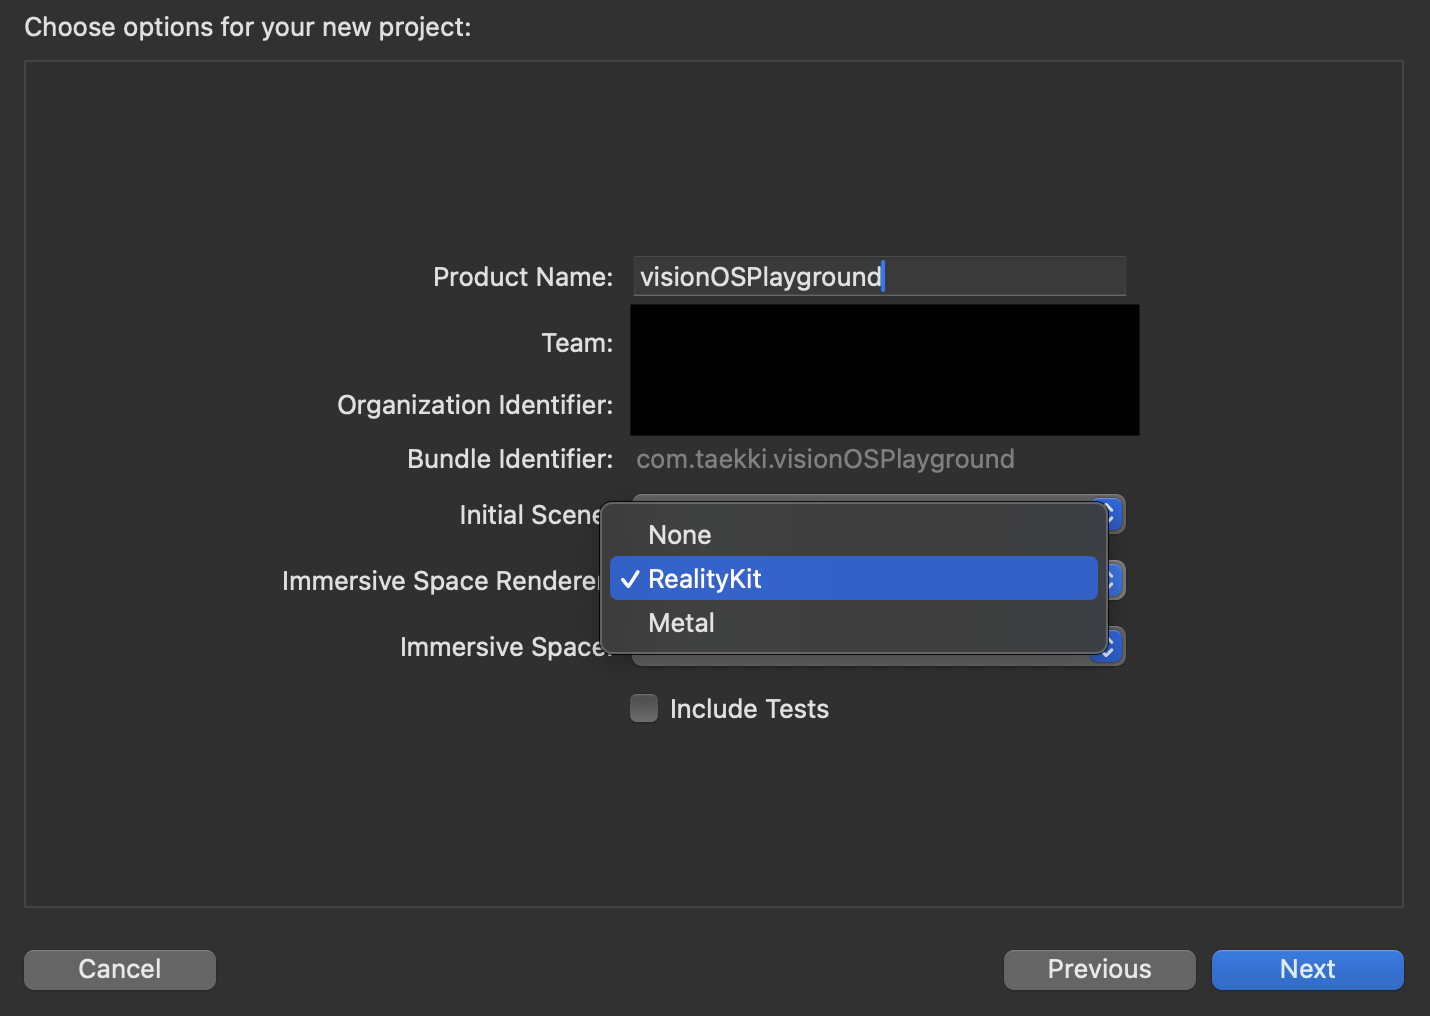 Choose options for your new project:
Product Name: visionOSPlayground
Team:
Organization Identifier:
Bundle Identifier: com.taekki.visionOSPlayground
Initial Scene
None
Immersive Space Renderer
RealityKit
Metal
Immersive Space:
Include Tests
Cancel
Previous
Next